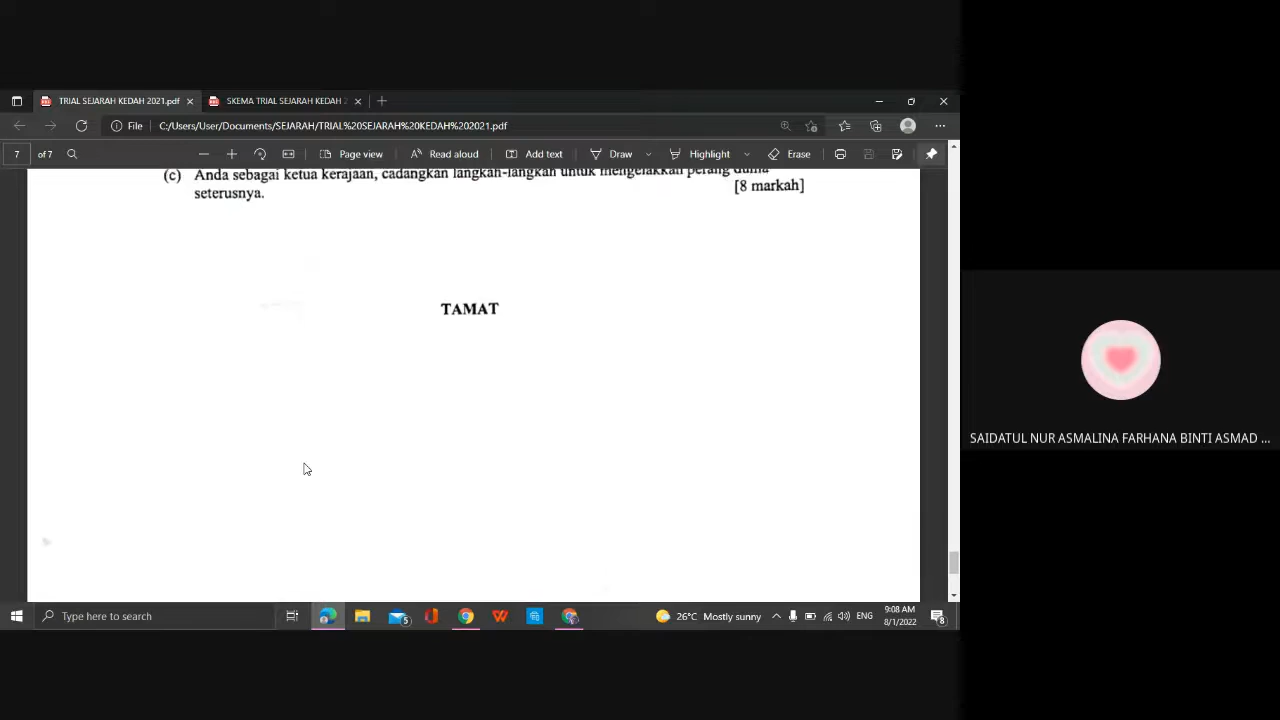 TRIAL SEJARAH KEDAH 2021.pdf
SKEMA TRIAL SEJARAH KEDAH 2
File C:/Users/User/Documents/SEJARAH/TRIAL%20SEJARAH%20KEDAH%202021.pdf
7 of 7 Page view Read aloud Add text Draw Highlight Erase
(c) Anda sebagai ketua kerajaan, cadangkan langkah-langkah untuk mengelakkan perang dunia
seterusnya. [8 markah]
TAMAT
SAIDATUL NUR ASMALINA FARHANA BINTI ASMAD ...
Type here to search
5
26°C Mostly sunny
ENG
9:08 AM
8/1/2022
8